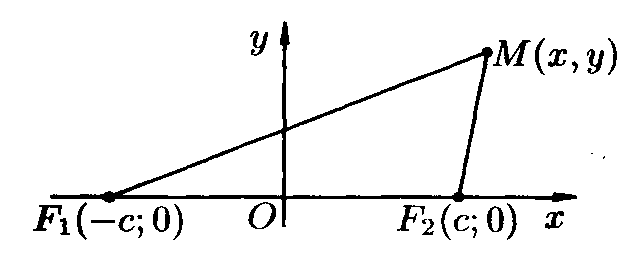 y
M(x, y)
F₁(−c; 0) O F₂(c; 0) x